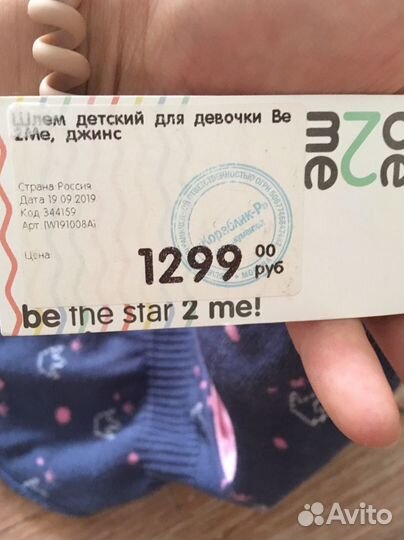 Шлем детский для девочки Be
2Me, джинс
Страна Россия
Дата 19.09.2019
Код 344159
Арт. (W191008A)
Цена
1299 00
руб
Кораблик-Р
be 2 me
be the star 2 me!
Avito